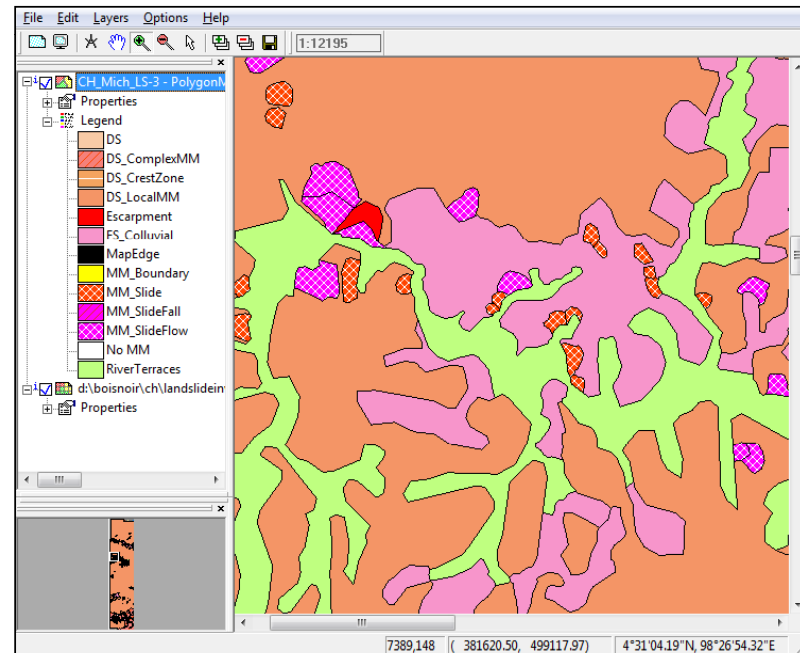 File Edit Layers Options Help
1:12195
CH_Mich_LS-3 - PolygonM
Properties
Legend
DS
DS_ComplexMM
DS_CrestZone
DS_LocalMM
Escarpment
FS_Colluvial
MapEdge
MM_Boundary
MM_Slide
MM_SlideFall
MM_SlideFlow
No MM
RiverTerraces
d:\boisnoir\ch\landslidein
Properties
7389,148 ( 381620.50, 499117.97) 4°31'04.19"N, 98°26'54.32"E